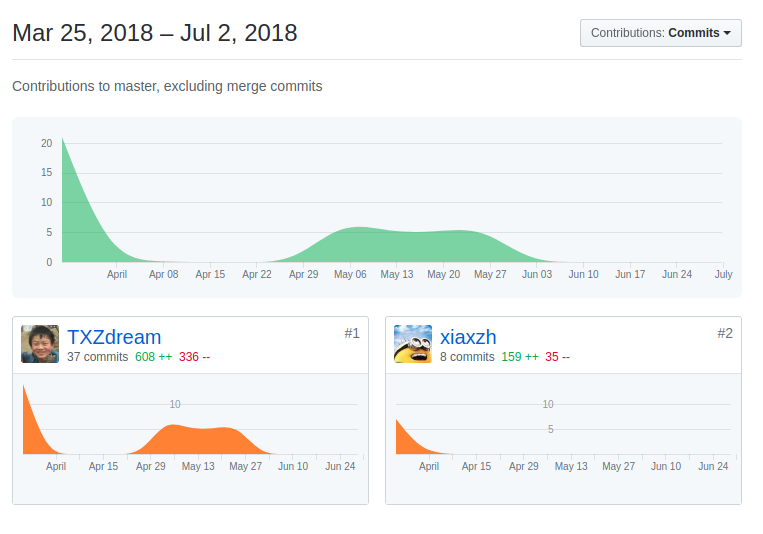 Mar 25, 2018 – Jul 2, 2018
Contributions: Commits
Contributions to master, excluding merge commits
20
15
10
5
0
April Apr 08 Apr 15 Apr 22 Apr 29 May 06 May 13 May 20 May 27 Jun 03 Jun 10 Jun 17 Jun 24 July
TXZdream #1
37 commits 608 ++ 336 --
10
April Apr 15 Apr 29 May 13 May 27 Jun 10 Jun 24
xiaxzh #2
8 commits 159 ++ 35 --
10
5
April Apr 15 Apr 29 May 13 May 27 Jun 10 Jun 24